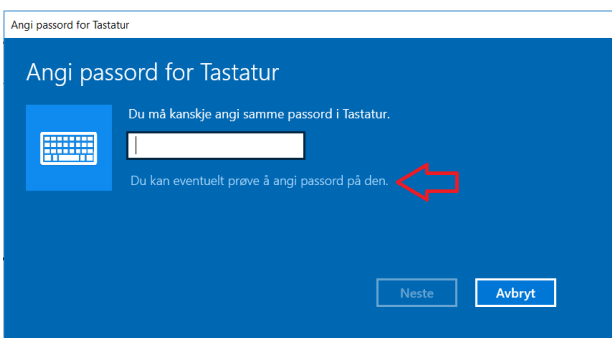 Angi passord for Tastatur
Angi passord for Tastatur
Du må kanskje angi samme passord i Tastatur.
Du kan eventuelt prøve å angi passord på den.
Neste
Avbryt